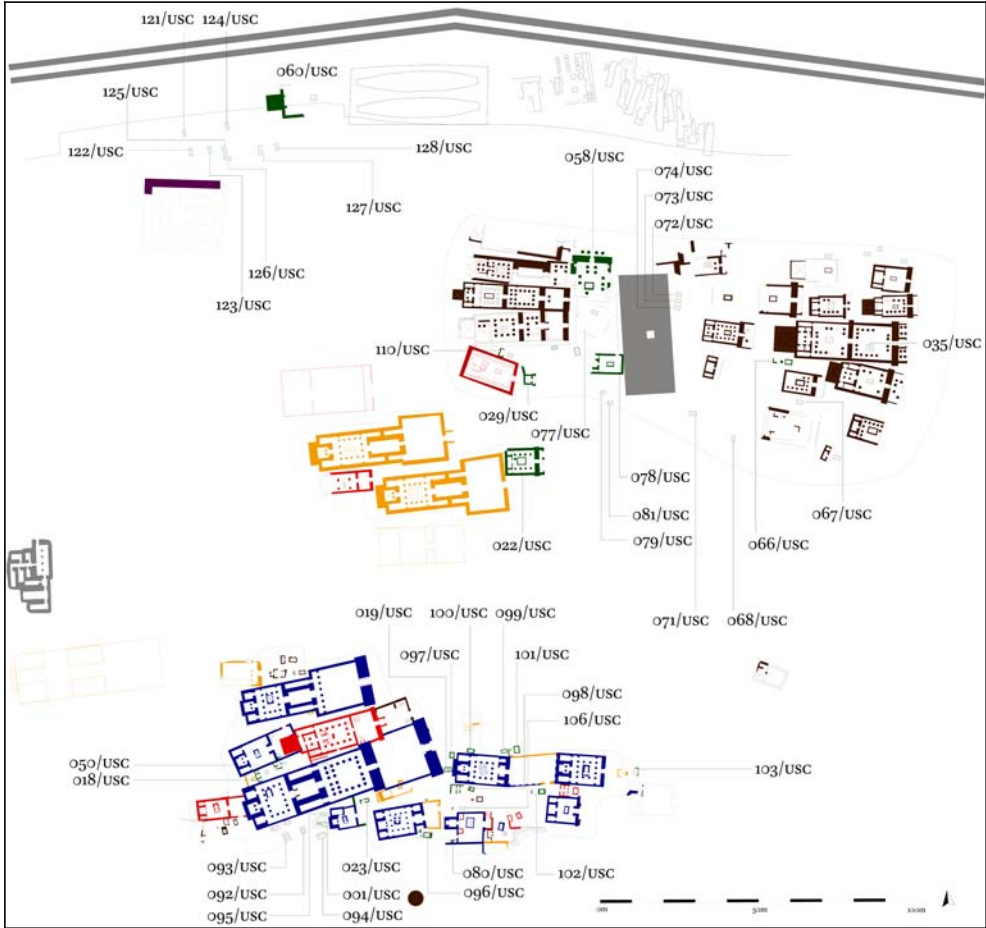 121/USC 124/USC
060/USC
125/USC
122/USC
128/USC
058/USC
074/USC
073/USC
127/USC
072/USC
126/USC
123/USC
110/USC
035/USC
029/USC
077/USC
078/USC
081/USC
067/USC
022/USC
079/USC
066/USC
019/USC 100/USC 099/USC
071/USC 068/USC
097/USC
101/USC
098/USC
106/USC
050/USC
018/USC
103/USC
093/USC
023/USC
080/USC
102/USC
092/USC
001/USC
096/USC
095/USC
094/USC
0m 50m 100m